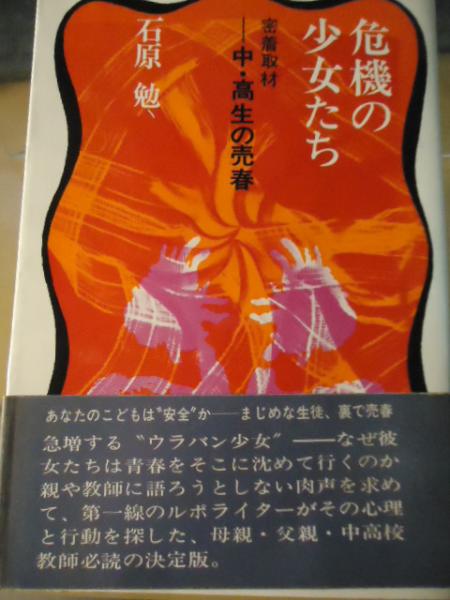 危機の
少女たち
密着取材
──中・高生の売春
石原 勉
あなたのこどもは〝安全〟か──まじめな生徒、裏で売春
急増する〝ウラバン少女〟──なぜ彼
女たちは青春をそこに沈めて行くのか
親や教師に語ろうとしない肉声を求め
て、第一線のルポライターがその心理
と行動を探した、母親・父親・中高校
教師必読の決定版。